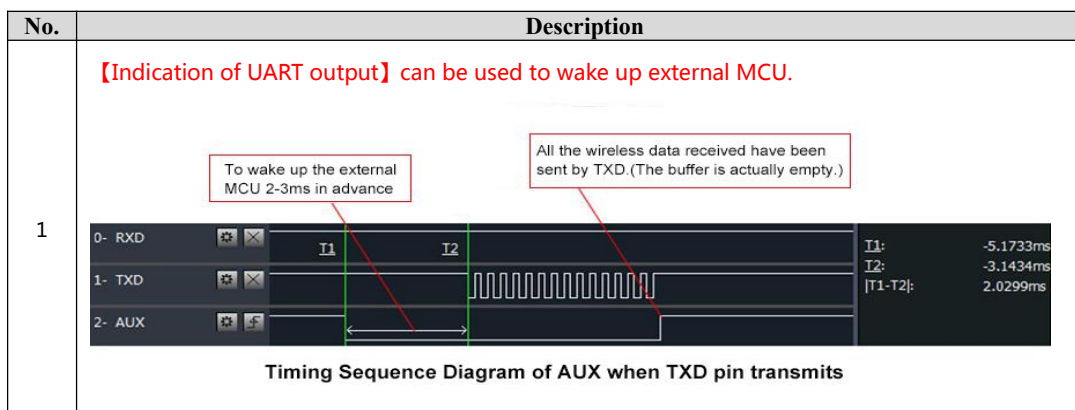 No. Description
【Indication of UART output】 can be used to wake up external MCU.
To wake up the external
MCU 2-3ms in advance
All the wireless data received have been
sent by TXD.(The buffer is actually empty.)
1
0- RXD
T1 T2
1- TXD
2- AUX
T1: -5.1733ms
T2: -3.1434ms
|T1-T2|: 2.0299ms
Timing Sequence Diagram of AUX when TXD pin transmits